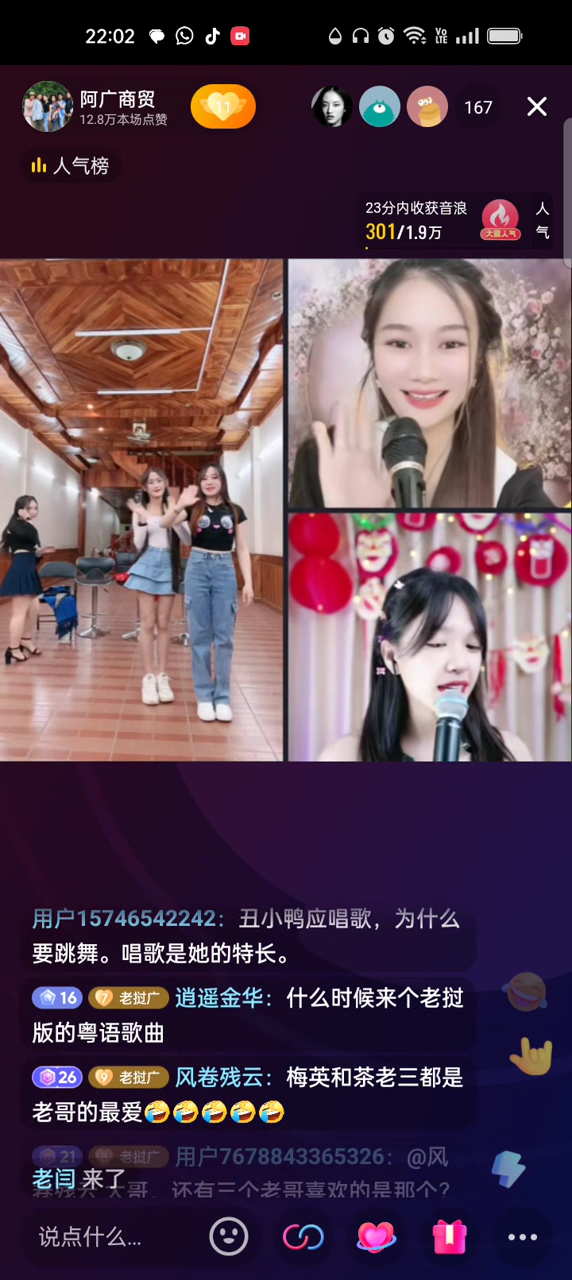 22:02
Vo LTE
阿广商贸
11
12.8万本场点赞
167
人气榜
23分内收获音浪
301/1.9万
人气
用户15746542242：丑小鸭应唱歌，为什么
要跳舞。唱歌是她的特长。
16 7 老挝广 逍遥金华：什么时候来个老挝
版的粤语歌曲
26 9 老挝广 风卷残云：梅英和茶老三都是
老哥的最爱🤣🤣🤣🤣🤣
21 老挝广 用户7678843365326：@风
卷残云 大哥，还有三个老哥喜欢的是那个？
老闫 来了
说点什么...